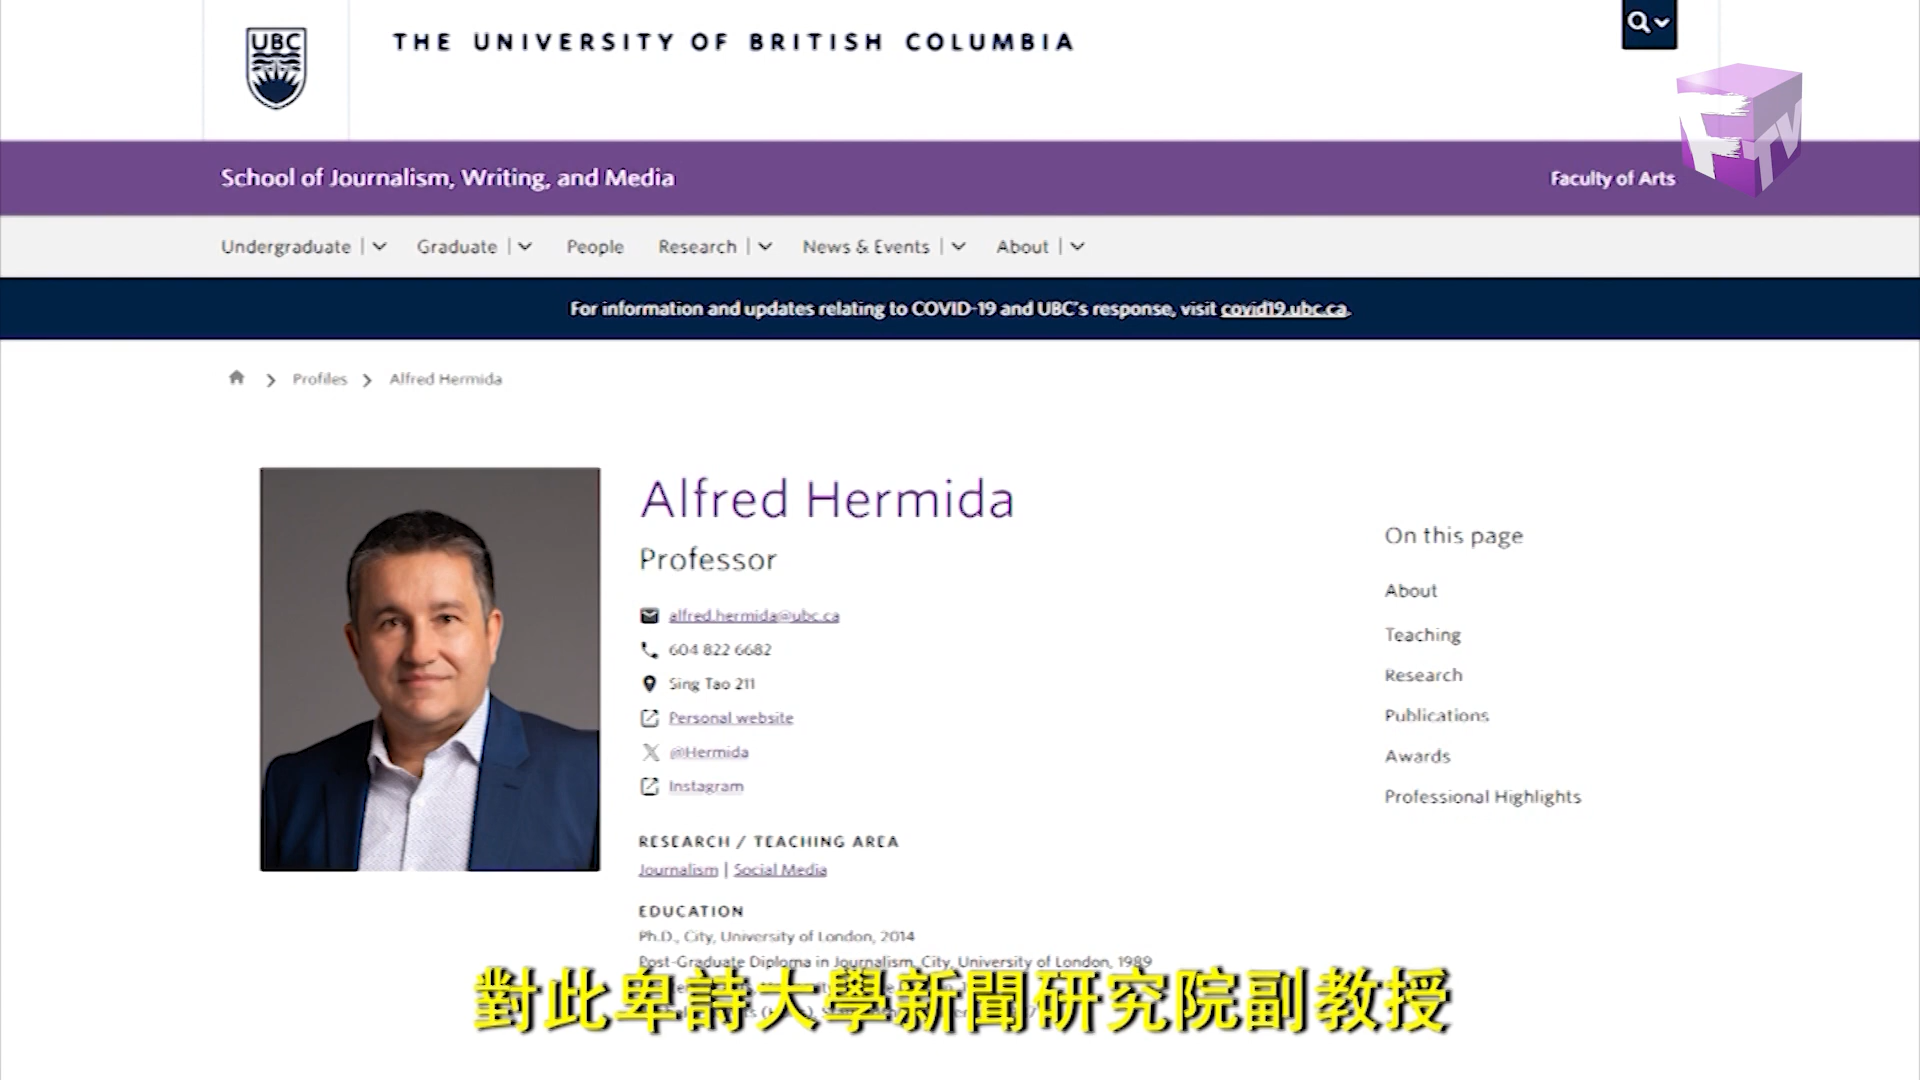 UBC
THE UNIVERSITY OF BRITISH COLUMBIA
FTV
School of Journalism, Writing, and Media
Faculty of Arts
Undergraduate Graduate People Research News & Events About
For information and updates relating to COVID-19 and UBC's response, visit covid19.ubc.ca.
Profiles Alfred Hermida
Alfred Hermida
Professor
alfred.hermida@ubc.ca
604 822 6682
Sing Tao 211
Personal website
@Hermida
Instagram
RESEARCH / TEACHING AREA
Journalism | Social Media
EDUCATION
Ph.D., City, University of London, 2014
Post-Graduate Diploma in Journalism, City, University of London, 1989
On this page
About
Teaching
Research
Publications
Awards
Professional Highlights
對此卑詩大學新聞研究院副教授